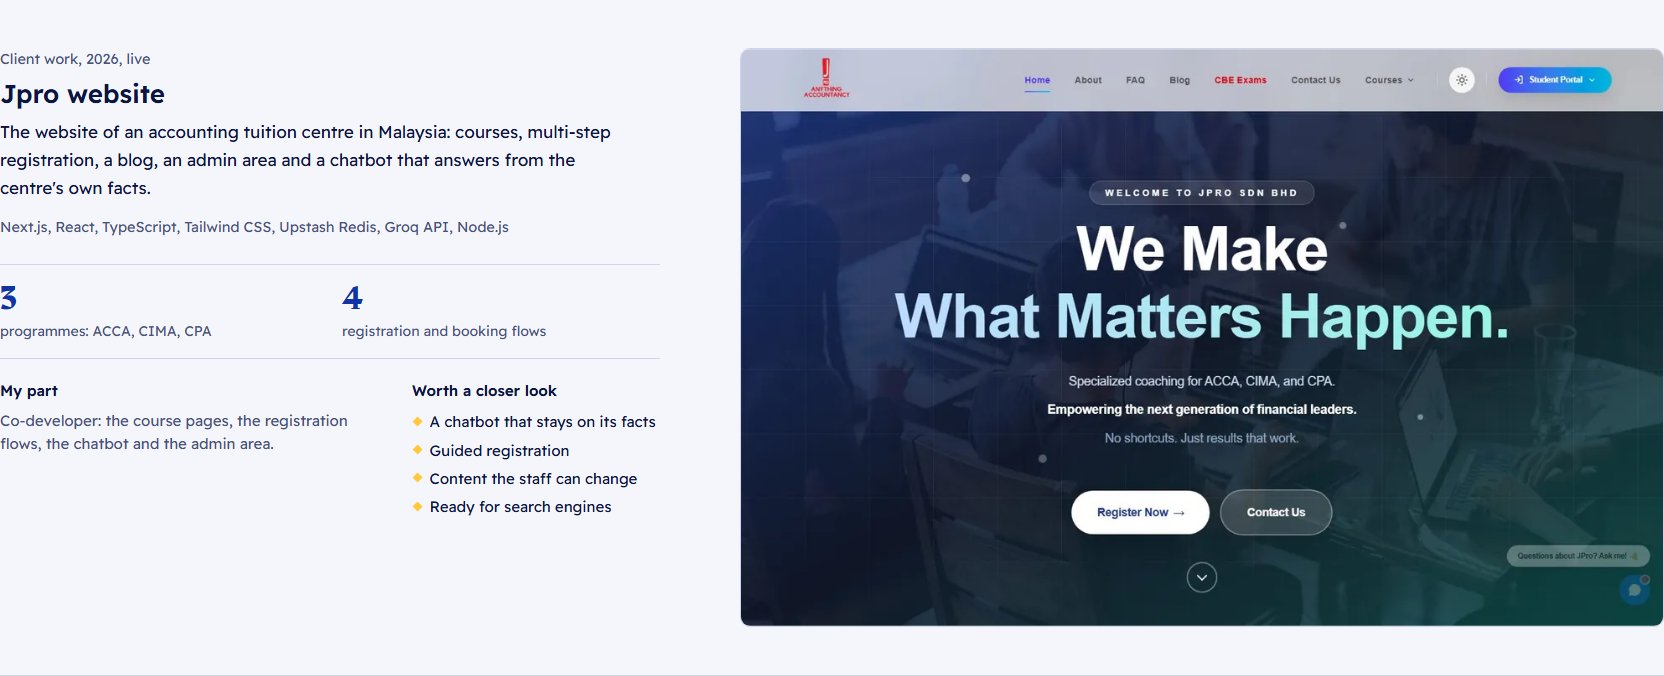 Client work, 2026, live
Jpro website
The website of an accounting tuition centre in Malaysia: courses, multi-step
registration, a blog, an admin area and a chatbot that answers from the
centre's own facts.
Next.js, React, TypeScript, Tailwind CSS, Upstash Redis, Groq API, Node.js
3
programmes: ACCA, CIMA, CPA
4
registration and booking flows
My part
Co-developer: the course pages, the registration
flows, the chatbot and the admin area.
Worth a closer look
A chatbot that stays on its facts
Guided registration
Content the staff can change
Ready for search engines
ANYTHING
ACCOUNTANCY
Home About FAQ Blog CBE Exams Contact Us Courses Student Portal
WELCOME TO JPRO SDN BHD
We Make
What Matters Happen.
Specialized coaching for ACCA, CIMA, and CPA.
Empowering the next generation of financial leaders.
No shortcuts. Just results that work.
Register Now →
Contact Us
Questions about JPro? Ask me!